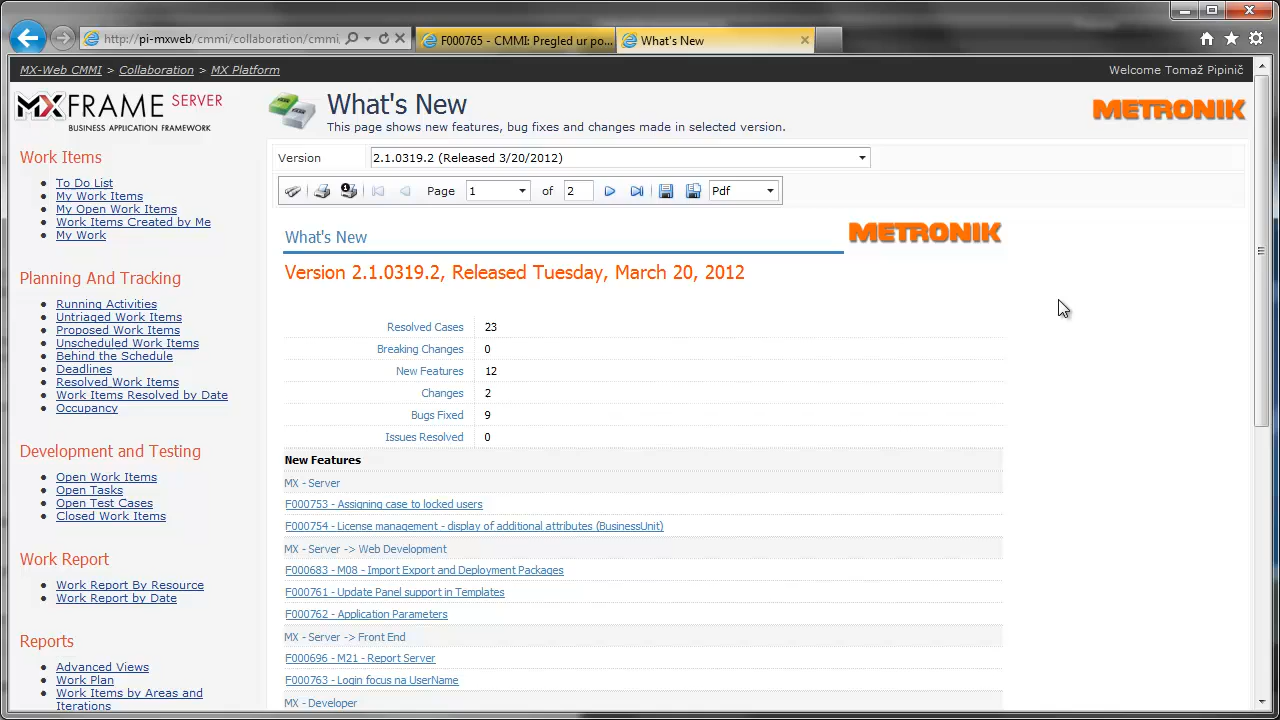 http://pi-mxweb/cmmi/collaboration/cmmi.
F000765 - CMMI: Pregled ur po...
What's New
MX-Web CMMI > Collaboration > MX Platform
Welcome Tomaž Pipinič
MXFRAME SERVER
BUSINESS APPLICATION FRAMEWORK
What's New
This page shows new features, bug fixes and changes made in selected version.
METRONIK
Work Items
To Do List
My Work Items
My Open Work Items
Work Items Created by Me
My Work
Planning And Tracking
Running Activities
Untriaged Work Items
Proposed Work Items
Unscheduled Work Items
Behind the Schedule
Deadlines
Resolved Work Items
Work Items Resolved by Date
Occupancy
Development and Testing
Open Work Items
Open Tasks
Open Test Cases
Closed Work Items
Work Report
Work Report By Resource
Work Report by Date
Reports
Advanced Views
Work Plan
Work Items by Areas and
Iterations
Version
2.1.0319.2 (Released 3/20/2012)
Page 1 of 2 Pdf
What's New
METRONIK
Version 2.1.0319.2, Released Tuesday, March 20, 2012
Resolved Cases 23
Breaking Changes 0
New Features 12
Changes 2
Bugs Fixed 9
Issues Resolved 0
New Features
MX - Server
F000753 - Assigning case to locked users
F000754 - License management - display of additional attributes (BusinessUnit)
MX - Server -> Web Development
F000683 - M08 - Import Export and Deployment Packages
F000761 - Update Panel support in Templates
F000762 - Application Parameters
MX - Server -> Front End
F000696 - M21 - Report Server
F000763 - Login focus na UserName
MX - Developer